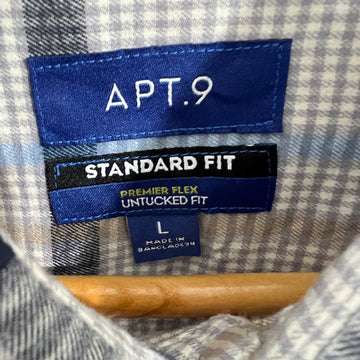 APT.9
STANDARD FIT
PREMIER FLEX
UNTUCKED FIT
L
MADE IN
BANGLADESH